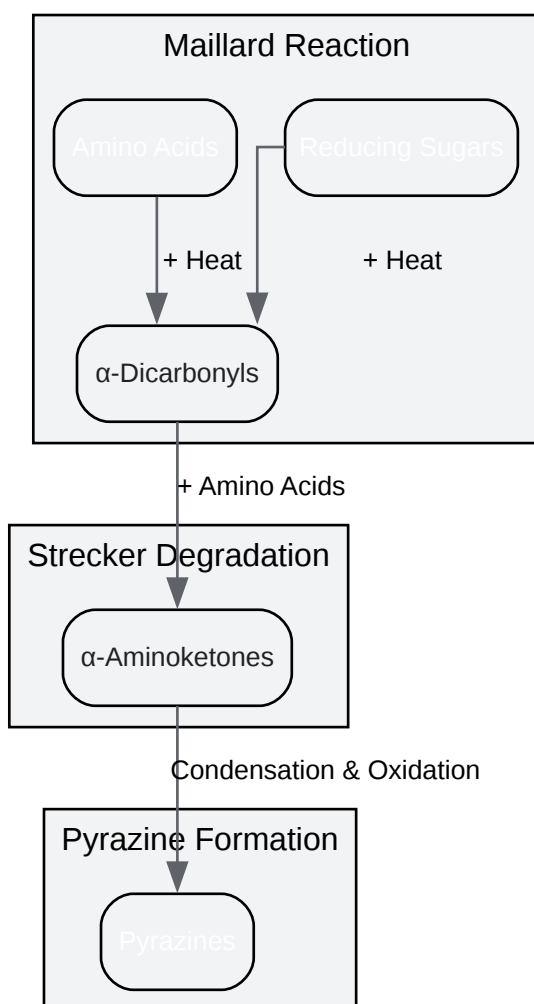 Maillard Reaction
Amino Acids
Reducing Sugars
+ Heat
+ Heat
α-Dicarbonyls
+ Amino Acids
Strecker Degradation
α-Aminoketones
Condensation & Oxidation
Pyrazine Formation
Pyrazines